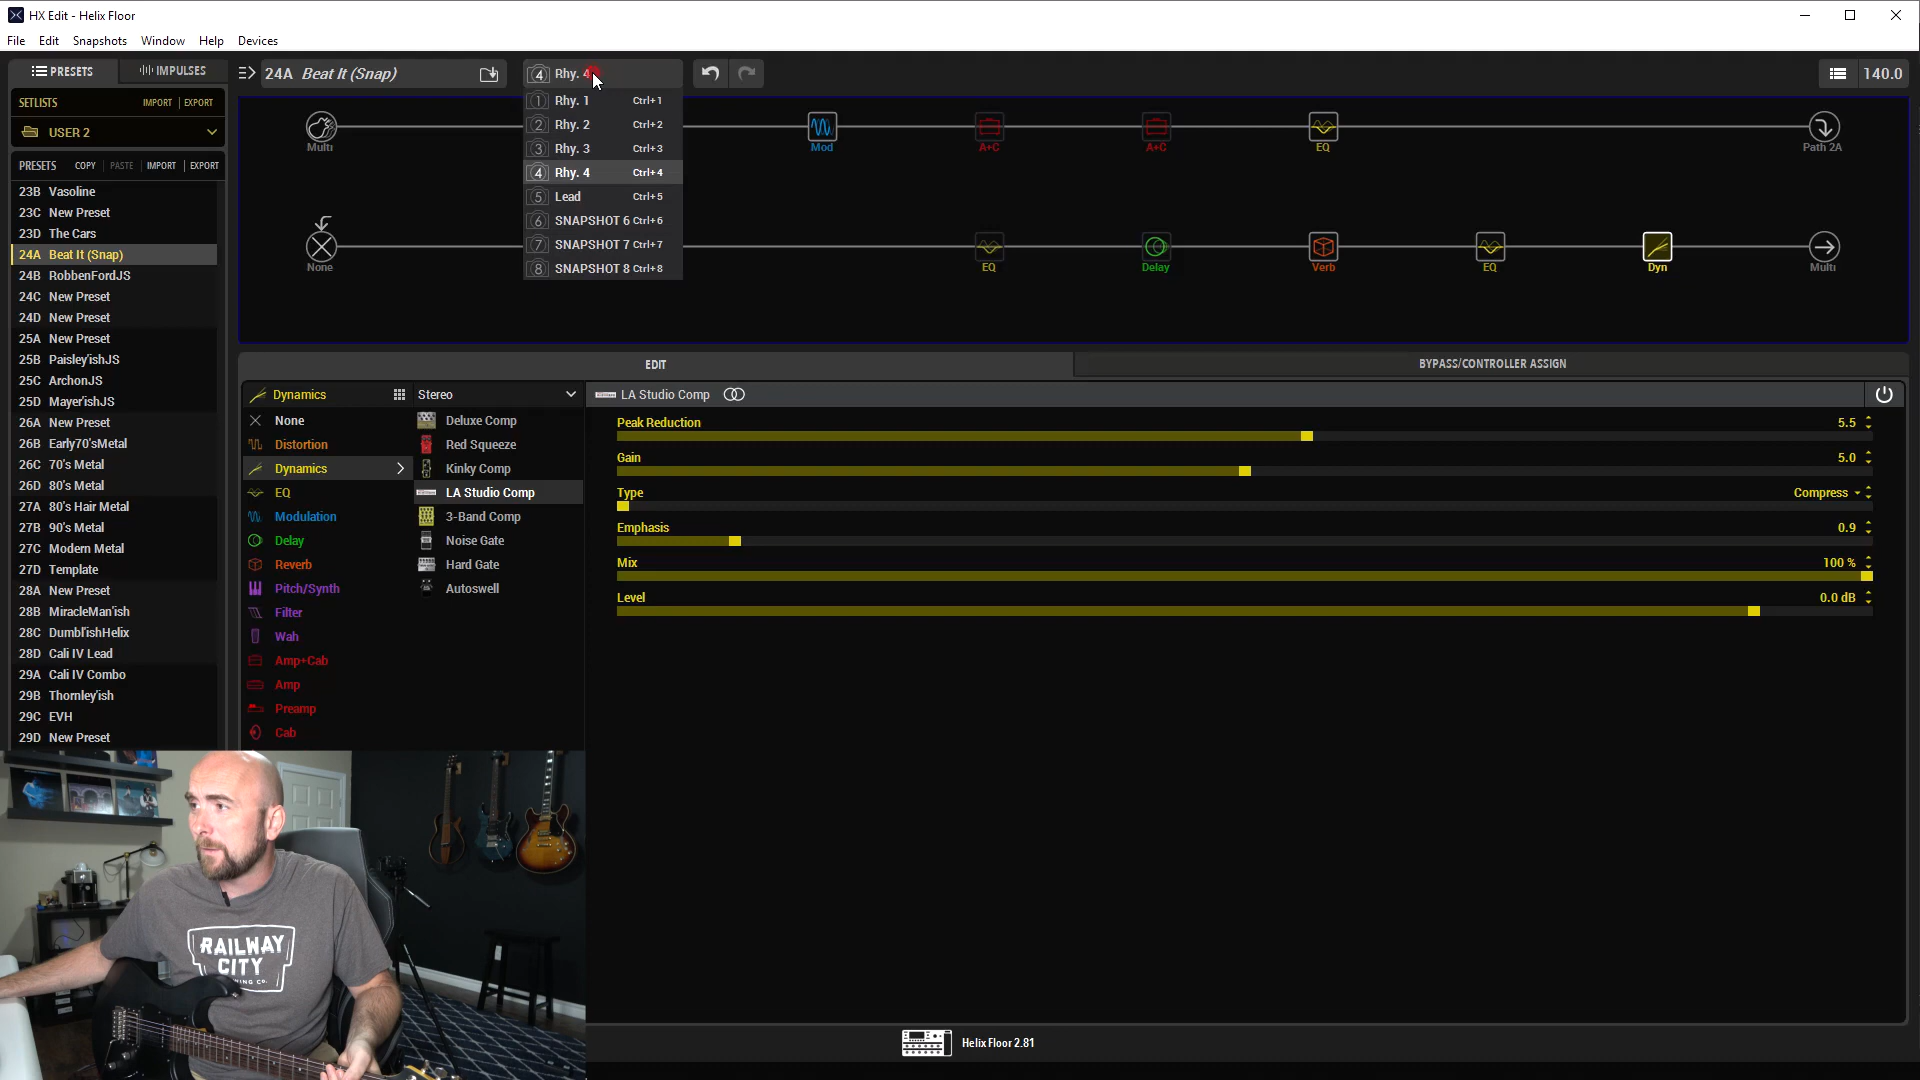 HX Edit - Helix Floor
File Edit Snapshots Window Help Devices
PRESETS IMPULSES
24A Beat It (Snap)
Rhy. 4
140.0
SETLISTS IMPORT EXPORT
USER 2
PRESETS COPY PASTE IMPORT EXPORT
23B Vasoline
23C New Preset
23D The Cars
24A Beat It (Snap)
24B RobbenFordJS
24C New Preset
24D New Preset
25A New Preset
25B Paisley'ishJS
25C ArchonJS
25D Mayer'ishJS
26A New Preset
26B Early70'sMetal
26C 70's Metal
26D 80's Metal
27A 80's Hair Metal
27B 90's Metal
27C Modern Metal
27D Template
28A New Preset
28B MiracleMan'ish
28C Dumbl'ishHelix
28D Cali IV Lead
29A Cali IV Combo
29B Thornley'ish
29C EVH
29D New Preset
1 Rhy. 1 Ctrl+1
2 Rhy. 2 Ctrl+2
3 Rhy. 3 Ctrl+3
4 Rhy. 4 Ctrl+4
5 Lead Ctrl+5
6 SNAPSHOT 6 Ctrl+6
7 SNAPSHOT 7 Ctrl+7
8 SNAPSHOT 8 Ctrl+8
Multi Mod A+C A+C EQ Path 2A
None EQ Delay Verb EQ Dyn Multi
EDIT BYPASS/CONTROLLER ASSIGN
Dynamics Stereo
None
Distortion
Dynamics
EQ
Modulation
Delay
Reverb
Pitch/Synth
Filter
Wah
Amp+Cab
Amp
Preamp
Cab
Deluxe Comp
Red Squeeze
Kinky Comp
LA Studio Comp
3-Band Comp
Noise Gate
Hard Gate
Autoswell
LA Studio Comp
Peak Reduction 5.5
Gain 5.0
Type Compress
Emphasis 0.9
Mix 100 %
Level 0.0 dB
RAILWAY
CITY
Helix Floor 2.81